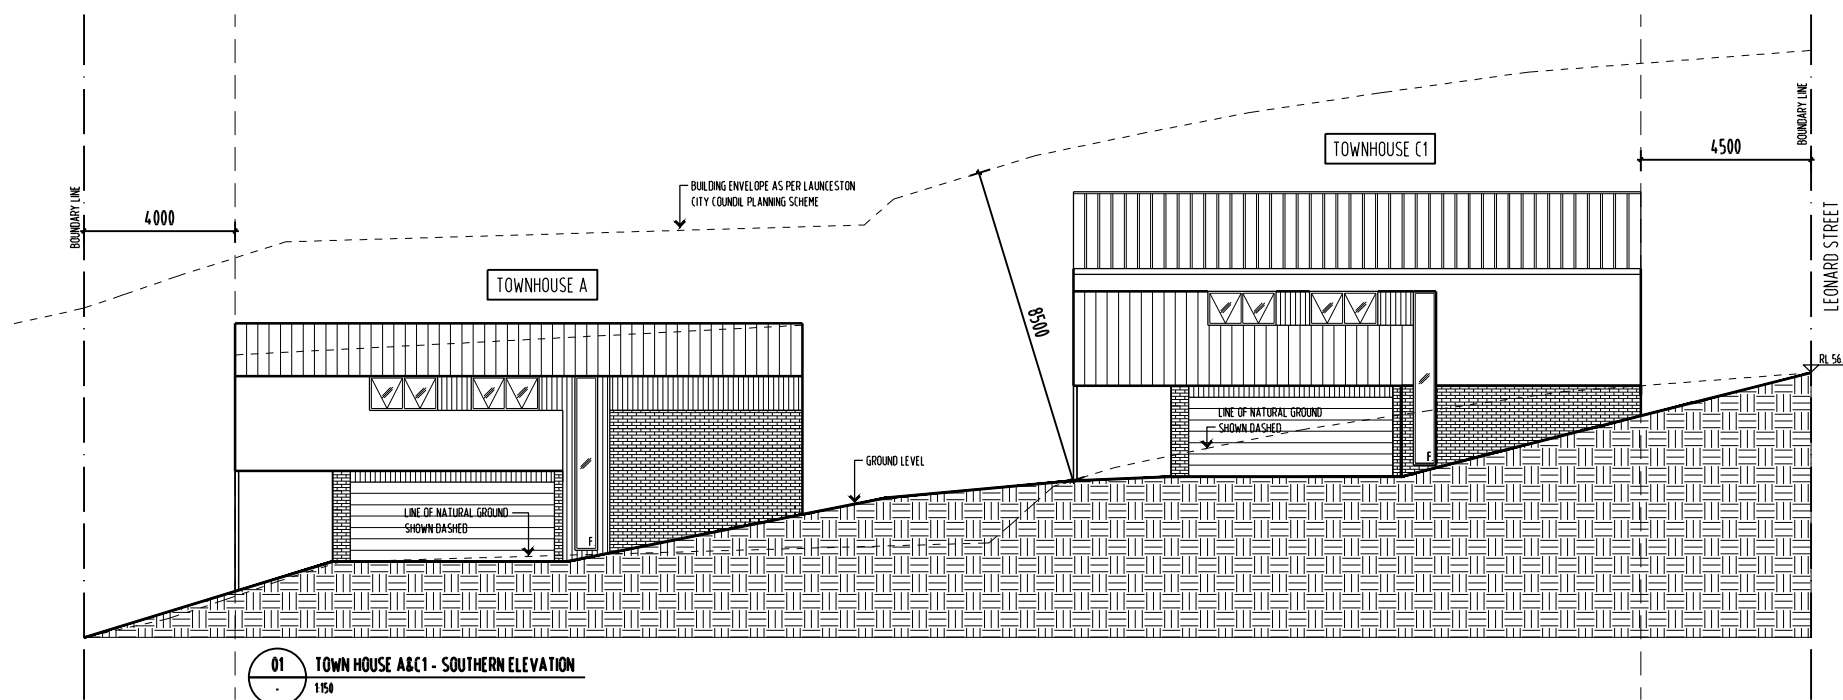 BOUNDARY LINE
TOWNHOUSE C1
4500
BUILDING ENVELOPE AS PER LAUNCESTON
CITY COUNDIL PLANNING SCHEME
BOUNDARY LINE
4000
LEONARD STREET
TOWNHOUSE A
8500
RL 56.
LINE OF NATURAL GROUND
SHOWN DASHED
F
GROUND LEVEL
LINE OF NATURAL GROUND
SHOWN DASHED
F
01 TOWN HOUSE A&C1 - SOUTHERN ELEVATION
- 1:150